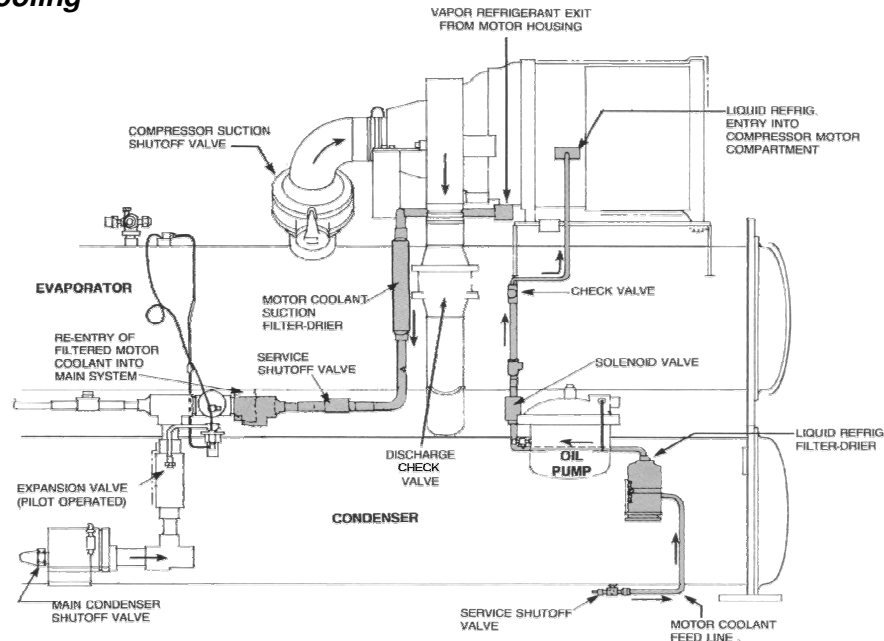 VAPOR REFRIGERANT EXIT
FROM MOTOR HOUSING
COMPRESSOR SUCTION
SHUTOFF VALVE
LIQUID REFRIG.
ENTRY INTO
COMPRESSOR MOTOR
COMPARTMENT
EVAPORATOR
MOTOR COOLANT
SUCTION
FILTER-DRIER
CHECK VALVE
RE-ENTRY OF
FILTERED MOTOR
COOLANT INTO
MAIN SYSTEM
SERVICE
SHUTOFF VALVE
SOLENOID VALVE
DISCHARGE
CHECK
VALVE
OIL
PUMP
LIQUID REFRIG
FILTER-DRIER
EXPANSION VALVE
(PILOT OPERATED)
CONDENSER
MAIN CONDENSER
SHUTOFF VALVE
SERVICE SHUTOFF
VALVE
MOTOR COOLANT
FEED LINE .